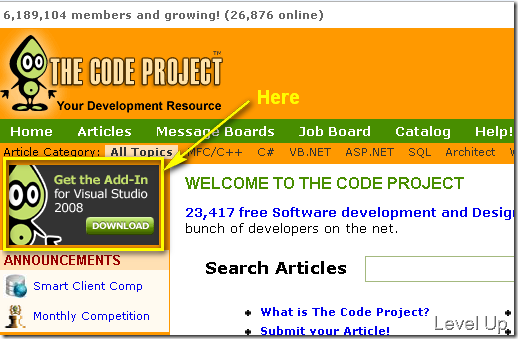 6,189,104 members and growing! (26,876 online)
THE CODE PROJECT™
Your Development Resource
Here
Home Articles Message Boards Job Board Catalog Help!
Article Category: All Topics MFC/C++ C# VB.NET ASP.NET SQL Architect
Get the Add-In
for Visual Studio
2008
DOWNLOAD
WELCOME TO THE CODE PROJECT
23,417 free Software development and Desig
bunch of developers on the net.
ANNOUNCEMENTS
Smart Client Comp
Monthly Competition
Search Articles
What is The Code Project?
Submit your Article!
Level Up